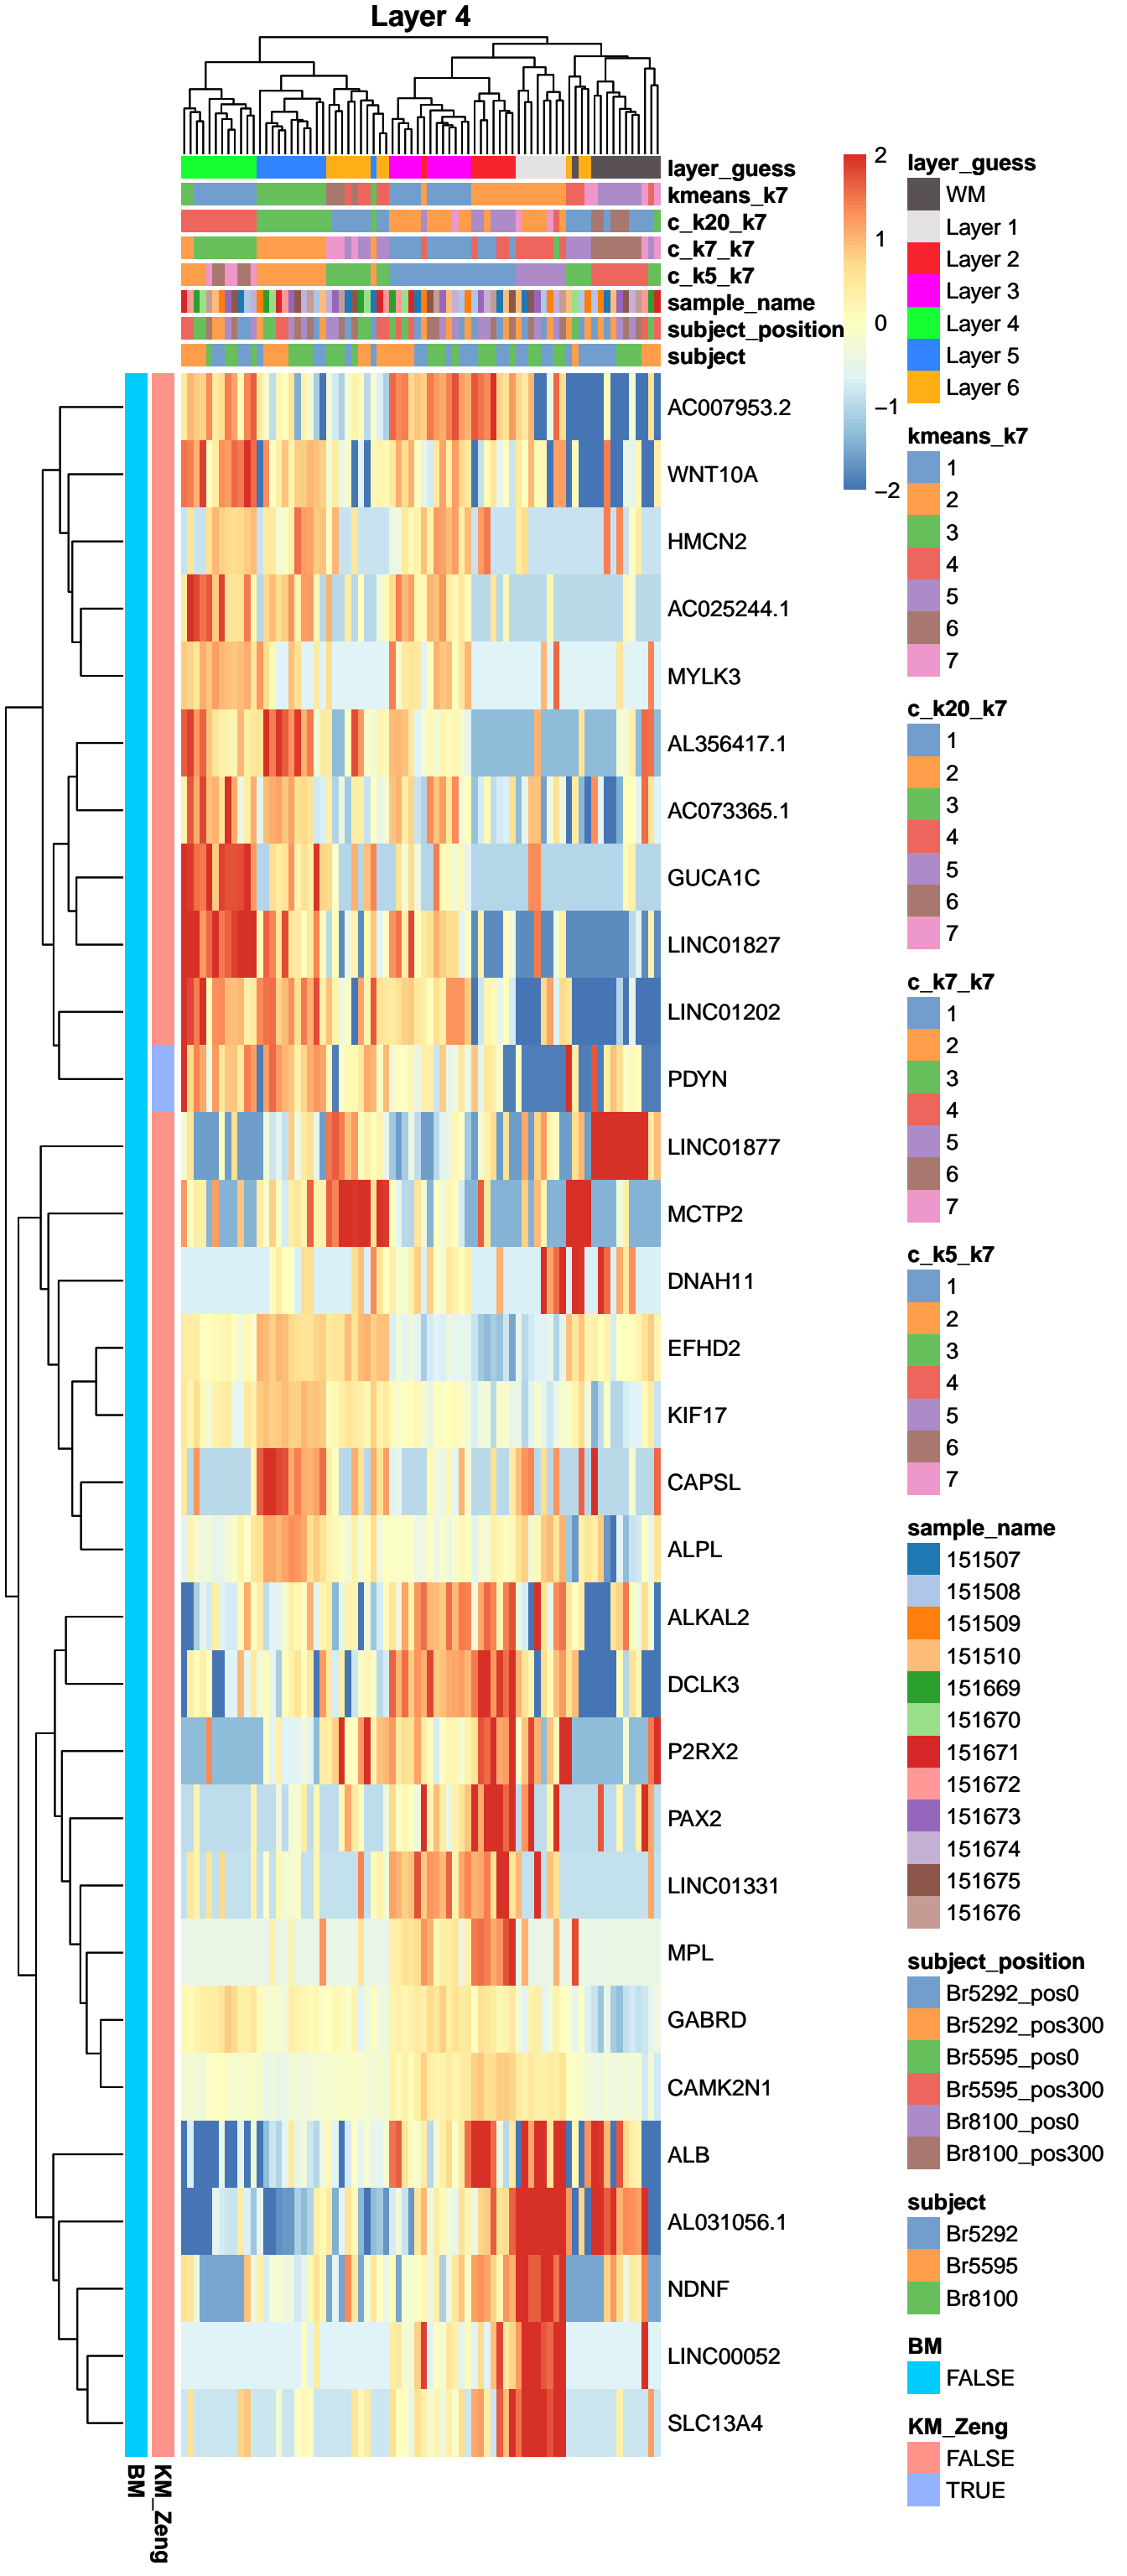 Layer 4
layer_guess
kmeans_k7
c_k20_k7
c_k7_k7
c_k5_k7
sample_name
subject_position
subject
AC007953.2
WNT10A
HMCN2
AC025244.1
MYLK3
AL356417.1
AC073365.1
GUCA1C
LINC01827
LINC01202
PDYN
LINC01877
MCTP2
DNAH11
EFHD2
KIF17
CAPSL
ALPL
ALKAL2
DCLK3
P2RX2
PAX2
LINC01331
MPL
GABRD
CAMK2N1
ALB
AL031056.1
NDNF
LINC00052
SLC13A4
BM
KM_Zeng
2
1
0
−1
−2
layer_guess
WM
Layer 1
Layer 2
Layer 3
Layer 4
Layer 5
Layer 6
kmeans_k7
1
2
3
4
5
6
7
c_k20_k7
1
2
3
4
5
6
7
c_k7_k7
1
2
3
4
5
6
7
c_k5_k7
1
2
3
4
5
6
7
sample_name
151507
151508
151509
151510
151669
151670
151671
151672
151673
151674
151675
151676
subject_position
Br5292_pos0
Br5292_pos300
Br5595_pos0
Br5595_pos300
Br8100_pos0
Br8100_pos300
subject
Br5292
Br5595
Br8100
BM
FALSE
KM_Zeng
FALSE
TRUE